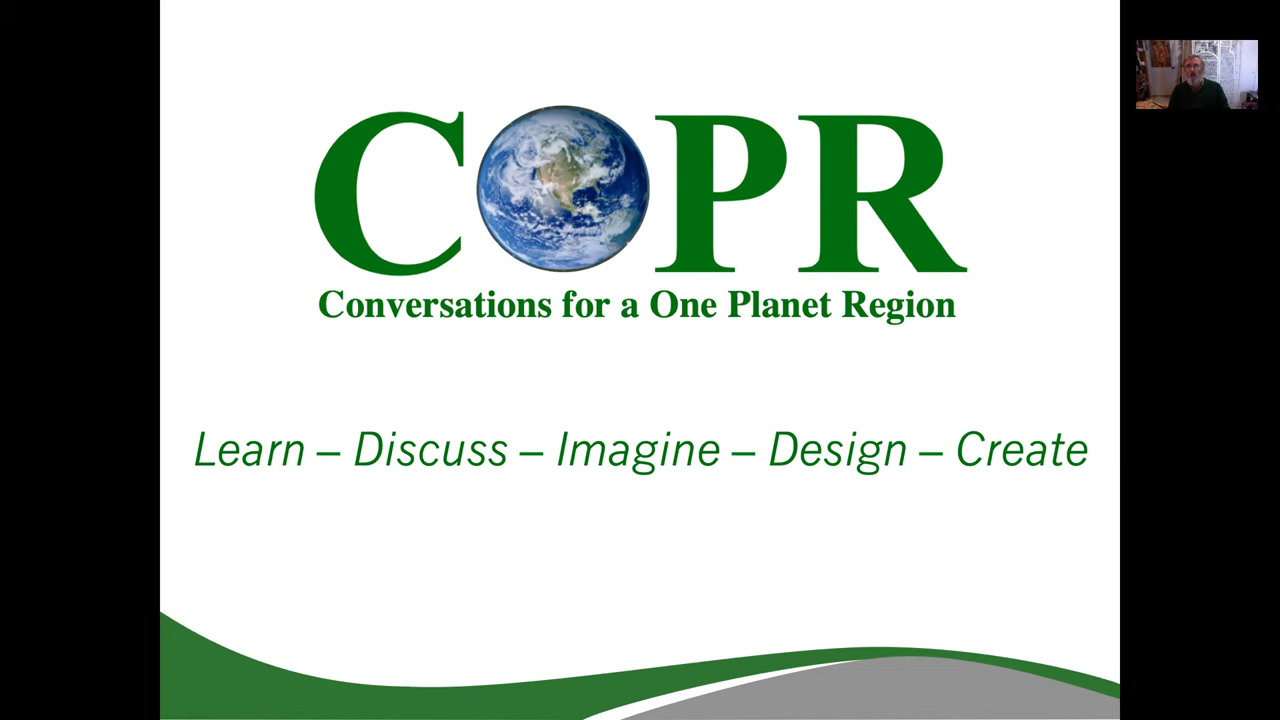 COPR
Conversations for a One Planet Region
Learn – Discuss – Imagine – Design – Create